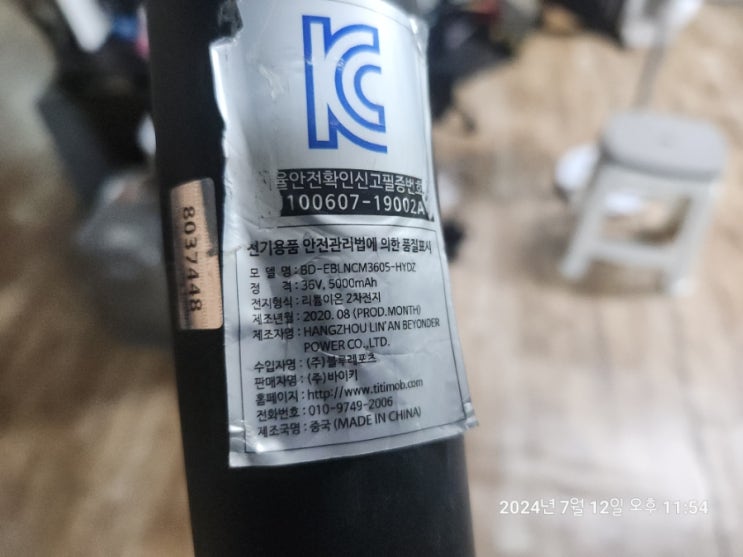 KC
율안전확인신고필증번호
100607-19002A
전기용품 안전관리법에 의한 품질표시
모 델 명 : BD-EBLNCM3605-HYDZ
정 격 : 36V, 5000mAh
전지형식 : 리튬이온 2차전지
제조년월 : 2020. 08 (PROD.MONTH)
제조자명 : HANGZHOU LIN'AN BEYONDER
POWER CO.,LTD.
수입자명 : (주)블루레포츠
판매자명 : (주)바이키
홈페이지 : http://www.titimob.com
전화번호 : 010-9749-2006
제조국명 : 중국 (MADE IN CHINA)
8037448
2024년 7월 12일 오후 11:54